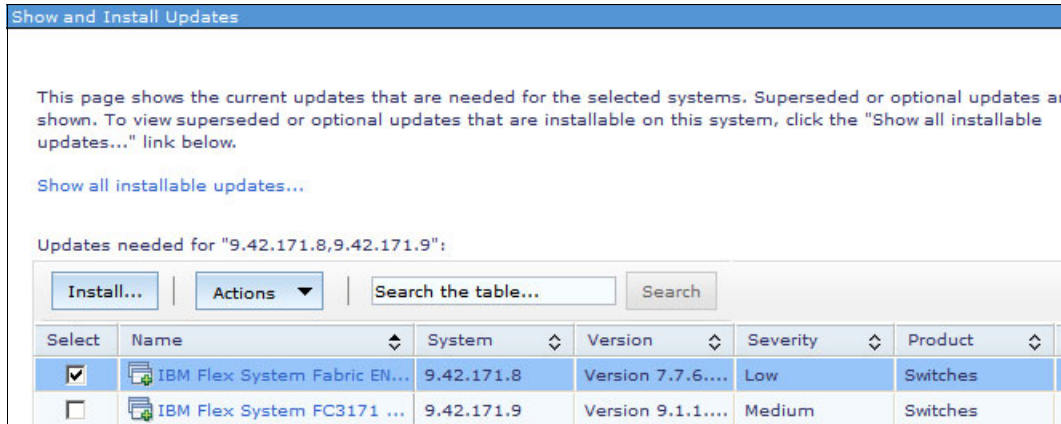 Show and Install Updates
This page shows the current updates that are needed for the selected systems. Superseded or optional updates
shown. To view superseded or optional updates that are installable on this system, click the "Show all installable
updates..." link below.
Show all installable updates...
Updates needed for "9.42.171.8,9.42.171.9":
Install... Actions Search the table... Search
Select Name System Version Severity Product
IBM Flex System Fabric EN... 9.42.171.8 Version 7.7.6.... Low Switches
IBM Flex System FC3171 ... 9.42.171.9 Version 9.1.1.... Medium Switches